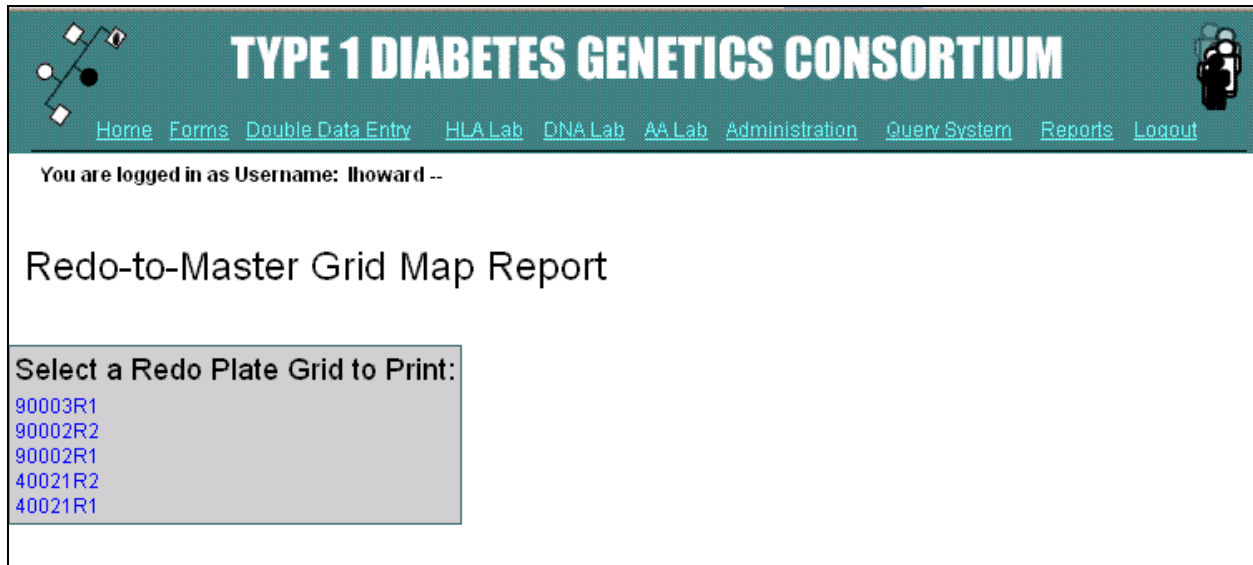 TYPE 1 DIABETES GENETICS CONSORTIUM
Home Forms Double Data Entry HLA Lab DNA Lab AA Lab Administration Query System Reports Logout
You are logged in as Username: lhoward --
Redo-to-Master Grid Map Report
Select a Redo Plate Grid to Print:
90003R1
90002R2
90002R1
40021R2
40021R1